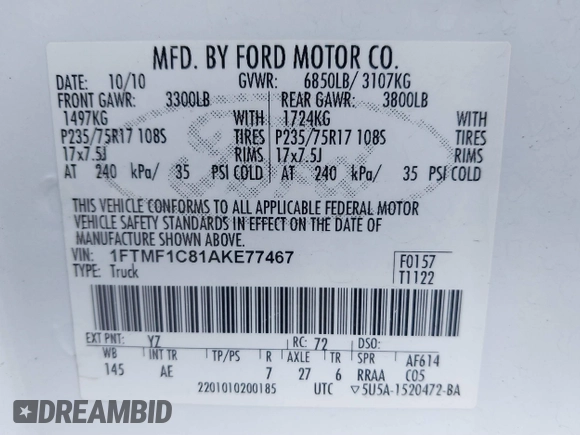 MFD. BY FORD MOTOR CO.
DATE: 10/10 GVWR: 6850LB/ 3107KG
FRONT GAWR: 3300LB REAR GAWR: 3800LB
1497KG WITH 1724KG WITH
P235/75R17 108S TIRES P235/75R17 108S TIRES
17x7.5J RIMS 17x7.5J RIMS
AT 240 kPa/ 35 PSI COLD AT 240 kPa/ 35 PSI COLD
THIS VEHICLE CONFORMS TO ALL APPLICABLE FEDERAL MOTOR
VEHICLE SAFETY STANDARDS IN EFFECT ON THE DATE OF
MANUFACTURE SHOWN ABOVE.
VIN: 1FTMF1C81AKE77467 F0157
TYPE: Truck T1122
EXT PNT: YZ RC: 72 DSO:
WB INT TR TP/PS R AXLE TR SPR AF614
145 AE 7 27 6 RRAA C05
2201010200185 UTC ▽5U5A-1520472-BA
DREAMBID